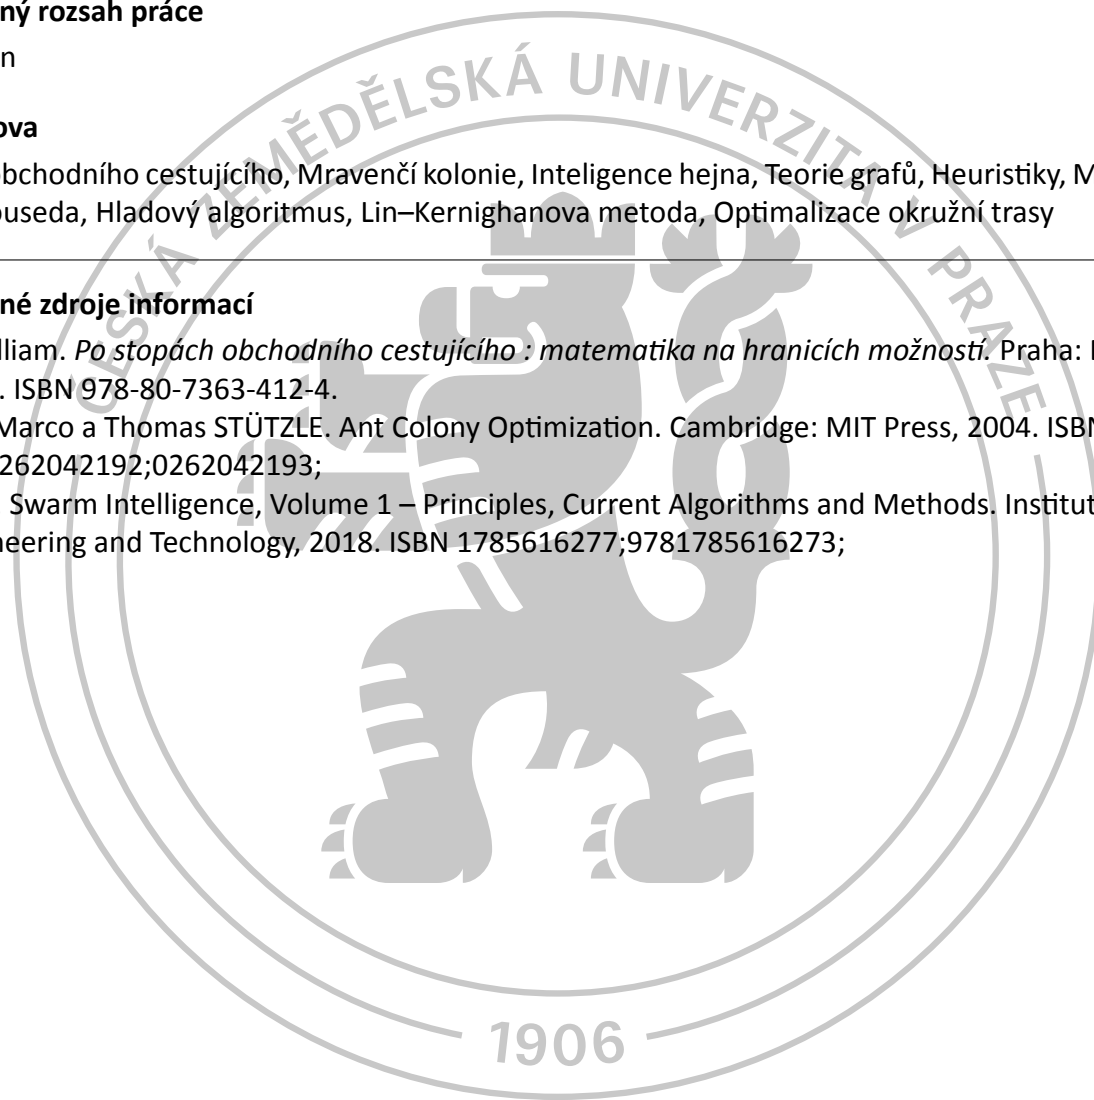 ný rozsah práce
n
ova
bchodního cestujícího, Mravenčí kolonie, Inteligence hejna, Teorie grafů, Heuristiky, M
ouseda, Hladový algoritmus, Lin–Kernighanova metoda, Optimalizace okružní trasy
né zdroje informací
lliam. Po stopách obchodního cestujícího : matematika na hranicích možností. Praha:
. ISBN 978-80-7363-412-4.
Marco a Thomas STÜTZLE. Ant Colony Optimization. Cambridge: MIT Press, 2004. ISBN
262042192;0262042193;
Swarm Intelligence, Volume 1 – Principles, Current Algorithms and Methods. Institut
neering and Technology, 2018. ISBN 1785616277;9781785616273;
ČESKÁ ZEMĚDĚLSKÁ UNIVERZITA V PRAZE
1906